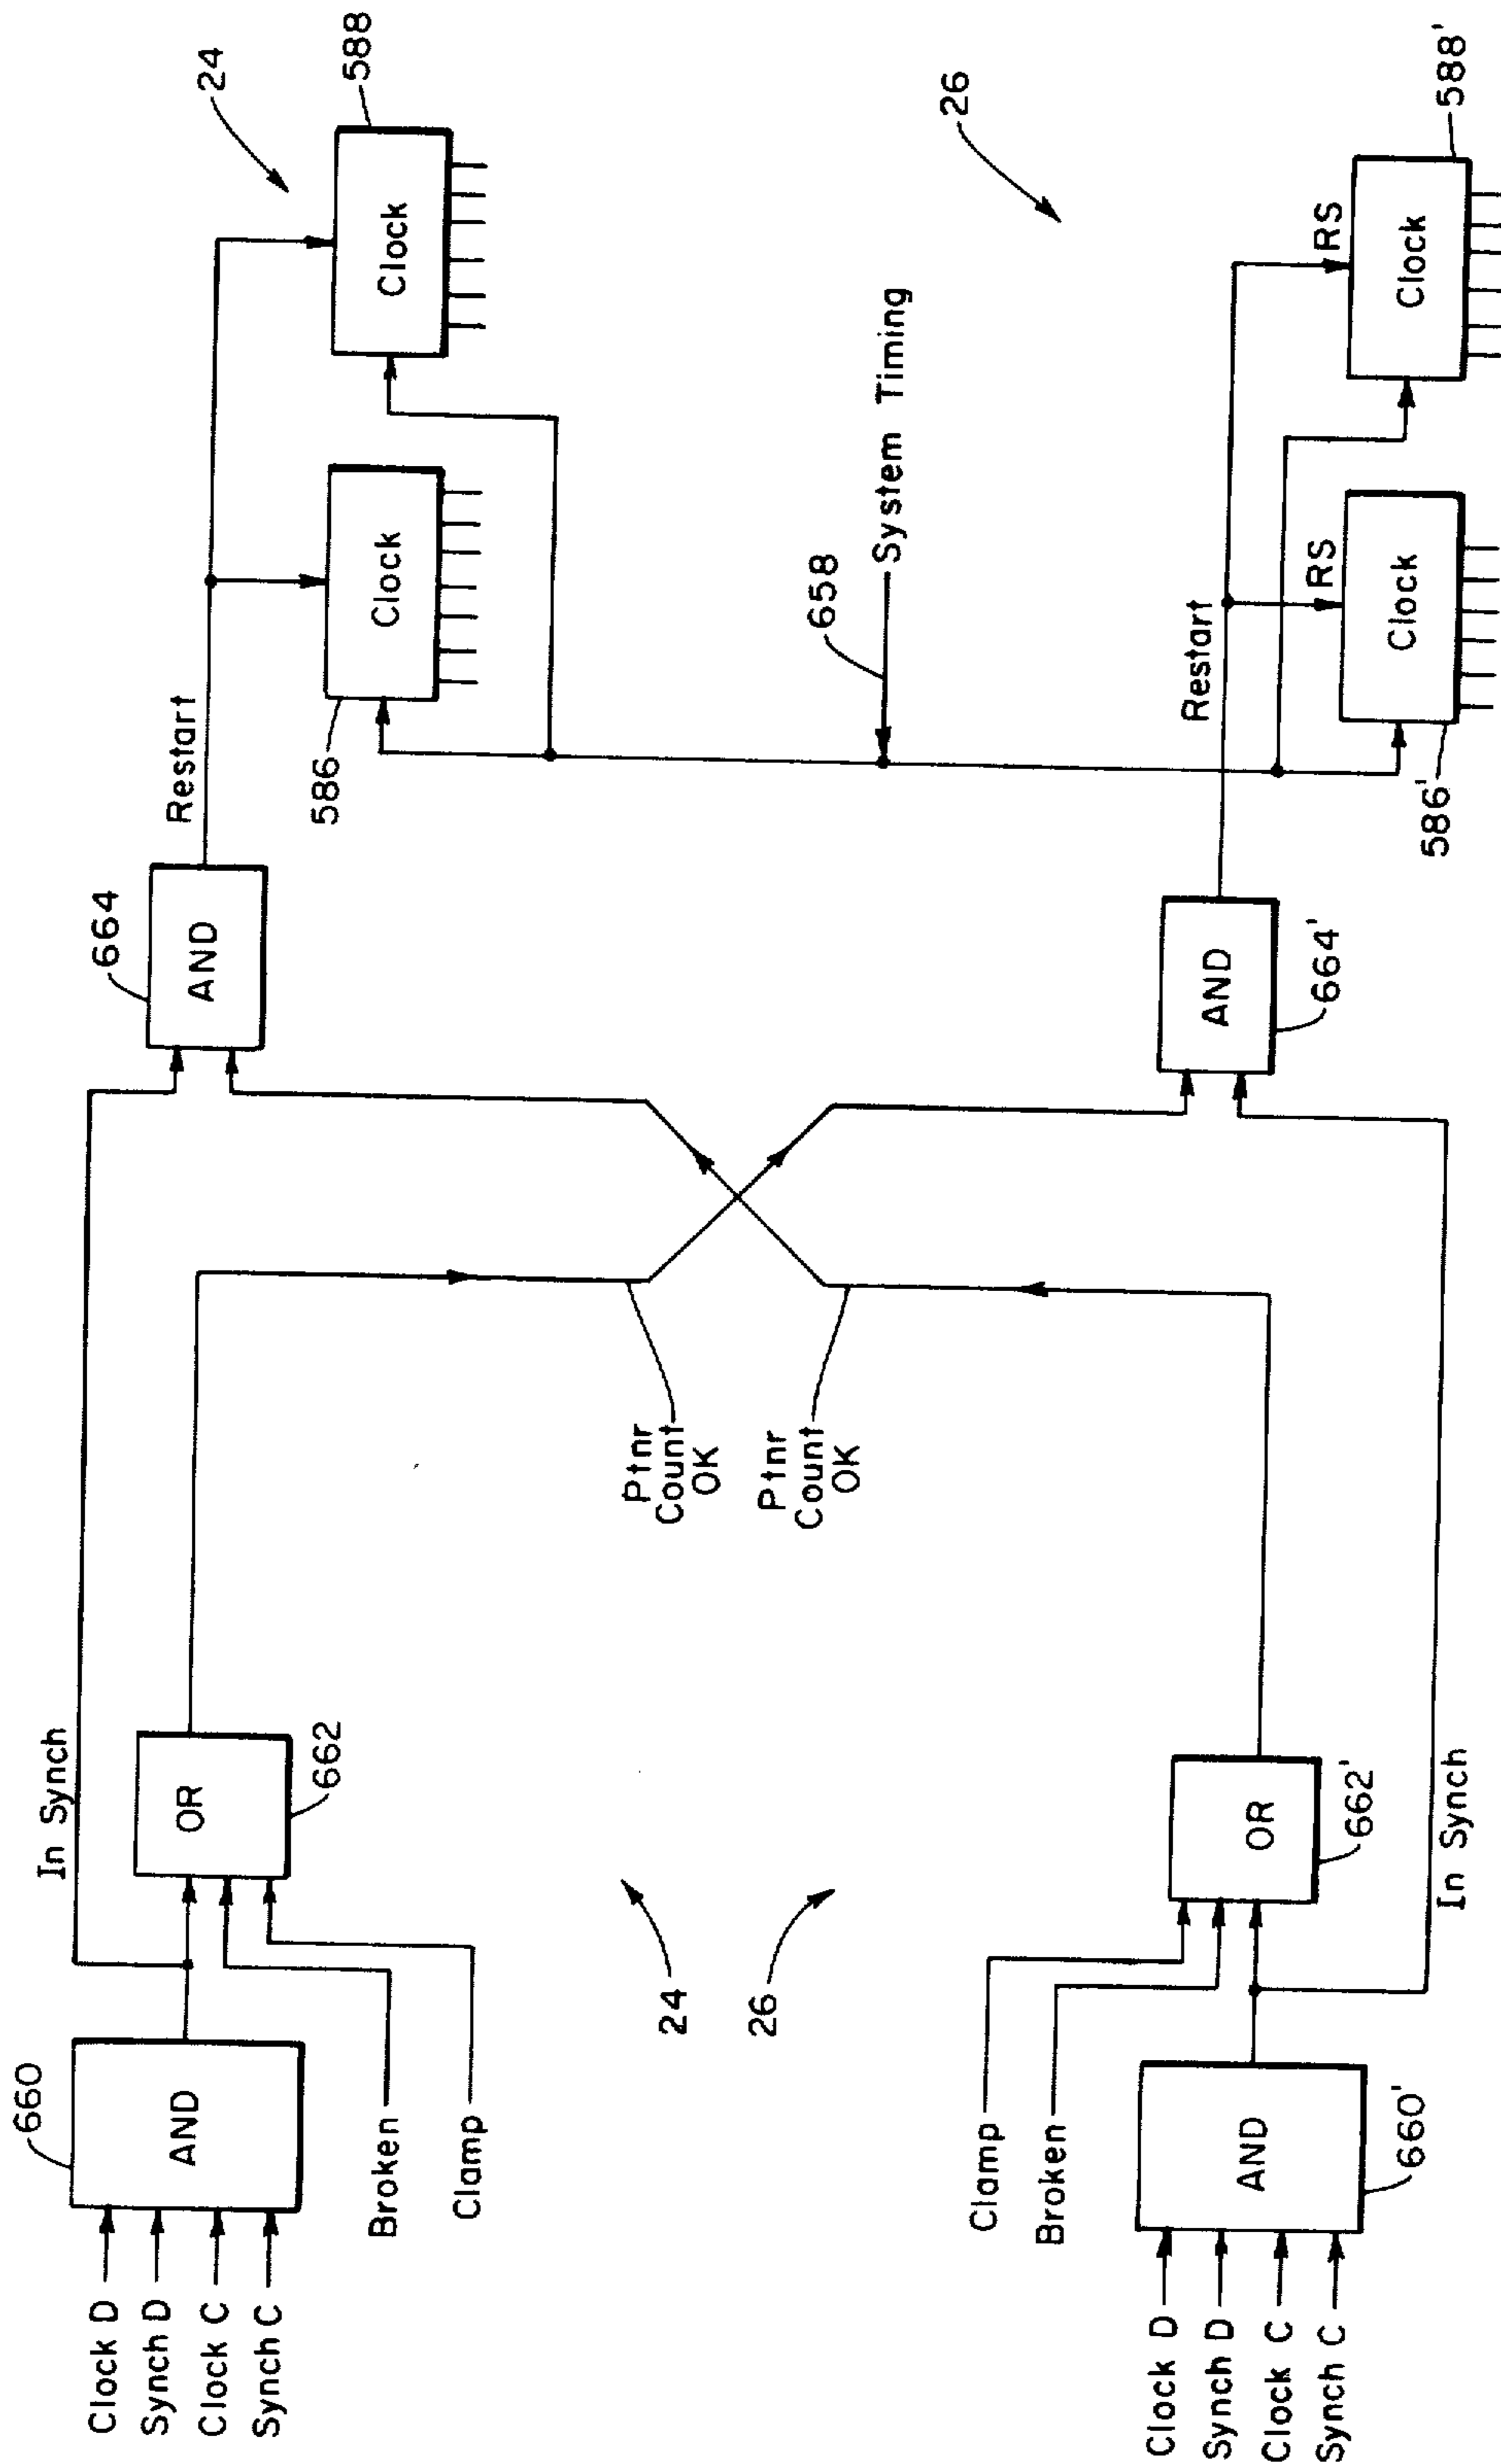 Clock D
Synch D
Clock C
Synch C
660
AND
In Synch
Broken
Clamp
OR
662
24
Ptnr
Count
OK
664
AND
Restart
586
Clock
24
588
Clock
658
System Timing
26
Ptnr
Count
OK
26
Clamp
Broken
Clock D
Synch D
Clock C
Synch C
AND
660'
OR
662'
In Synch
AND
664'
Restart
RS
Clock
586'
RS
Clock
588'